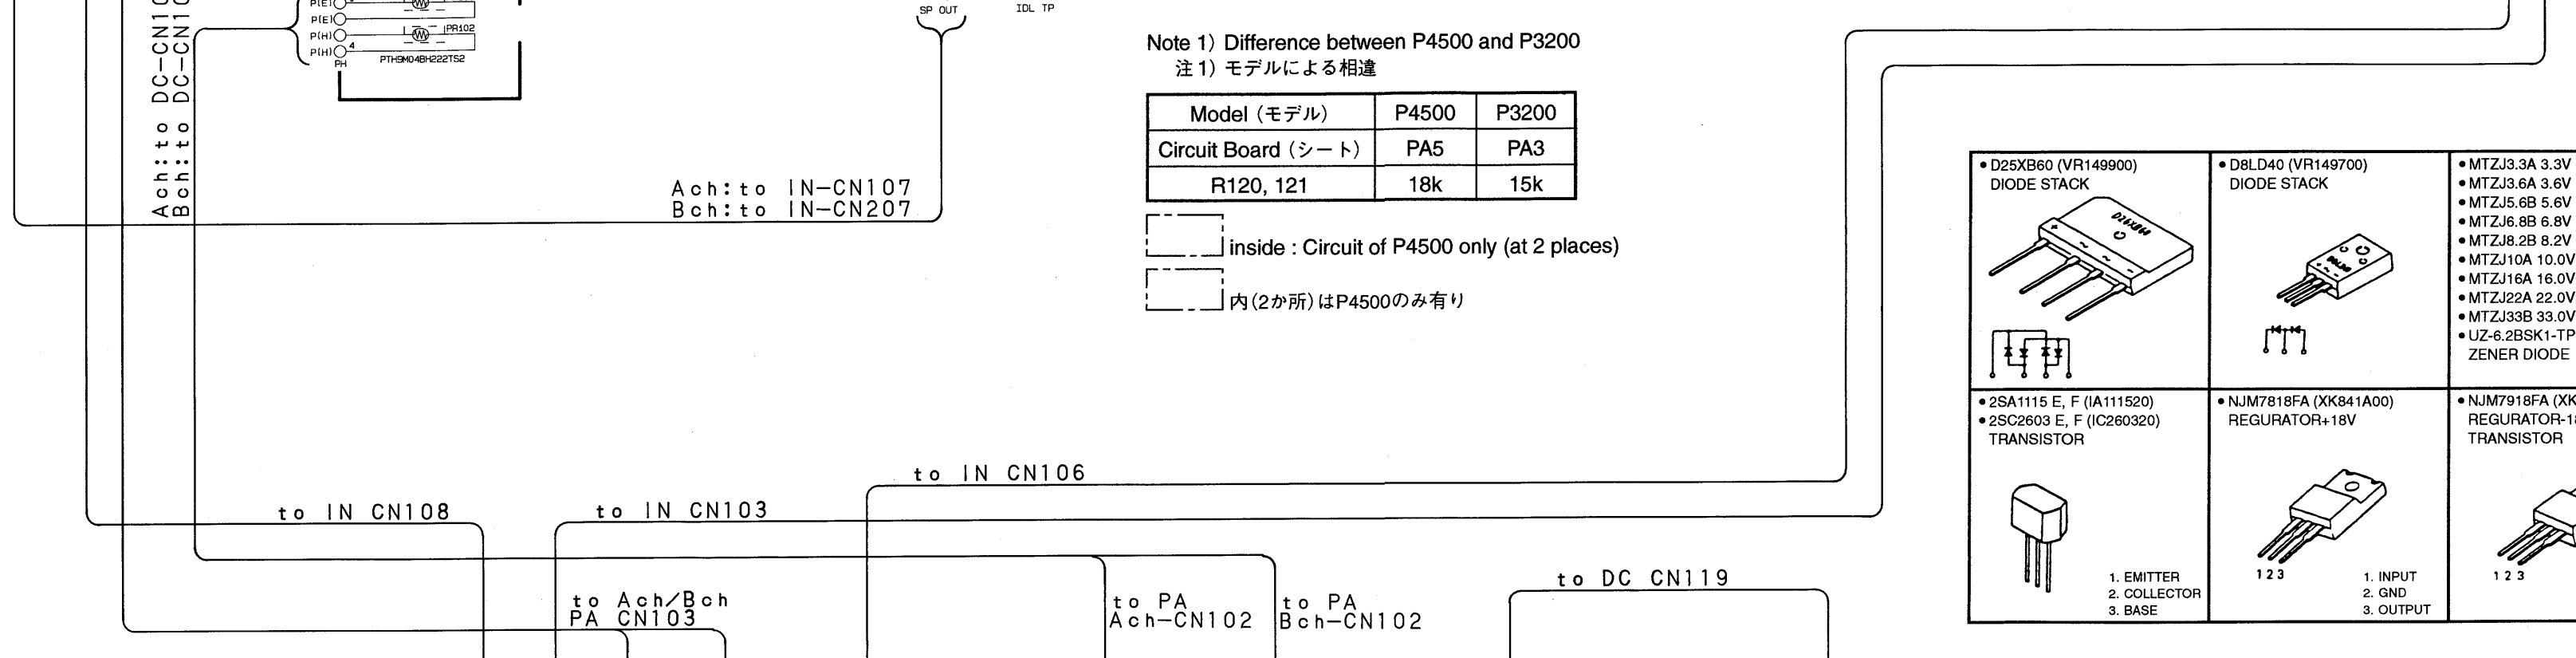 P(E)
P(E)
P(H)
P(H)
4
PH
PR102
PTH9M04BH222TS2
Ach:to DC-CN10
Bch:to DC-CN10
SP OUT
IDL TP
Ach:to IN-CN107
Bch:to IN-CN207
Note 1) Difference between P4500 and P3200
注1) モデルによる相違
Model (モデル) P4500 P3200
Circuit Board (シート) PA5 PA3
R120, 121 18k 15k
inside : Circuit of P4500 only (at 2 places)
内(2か所)はP4500のみ有り
to IN CN106
to IN CN108
to IN CN103
to Ach/Bch
PA CN103
to PA
Ach-CN102
to PA
Bch-CN102
to DC CN119
• D25XB60 (VR149900)
DIODE STACK
• D8LD40 (VR149700)
DIODE STACK
• MTZJ3.3A 3.3V
• MTZJ3.6A 3.6V
• MTZJ5.6B 5.6V
• MTZJ6.8B 6.8V
• MTZJ8.2B 8.2V
• MTZJ10A 10.0V
• MTZJ16A 16.0V
• MTZJ22A 22.0V
• MTZJ33B 33.0V
• UZ-6.2BSK1-TP
ZENER DIODE
• 2SA1115 E, F (IA111520)
• 2SC2603 E, F (IC260320)
TRANSISTOR
1. EMITTER
2. COLLECTOR
3. BASE
• NJM7818FA (XK841A00)
REGURATOR+18V
1 2 3
1. INPUT
2. GND
3. OUTPUT
• NJM7918FA (XK
REGURATOR-18
TRANSISTOR
1 2 3